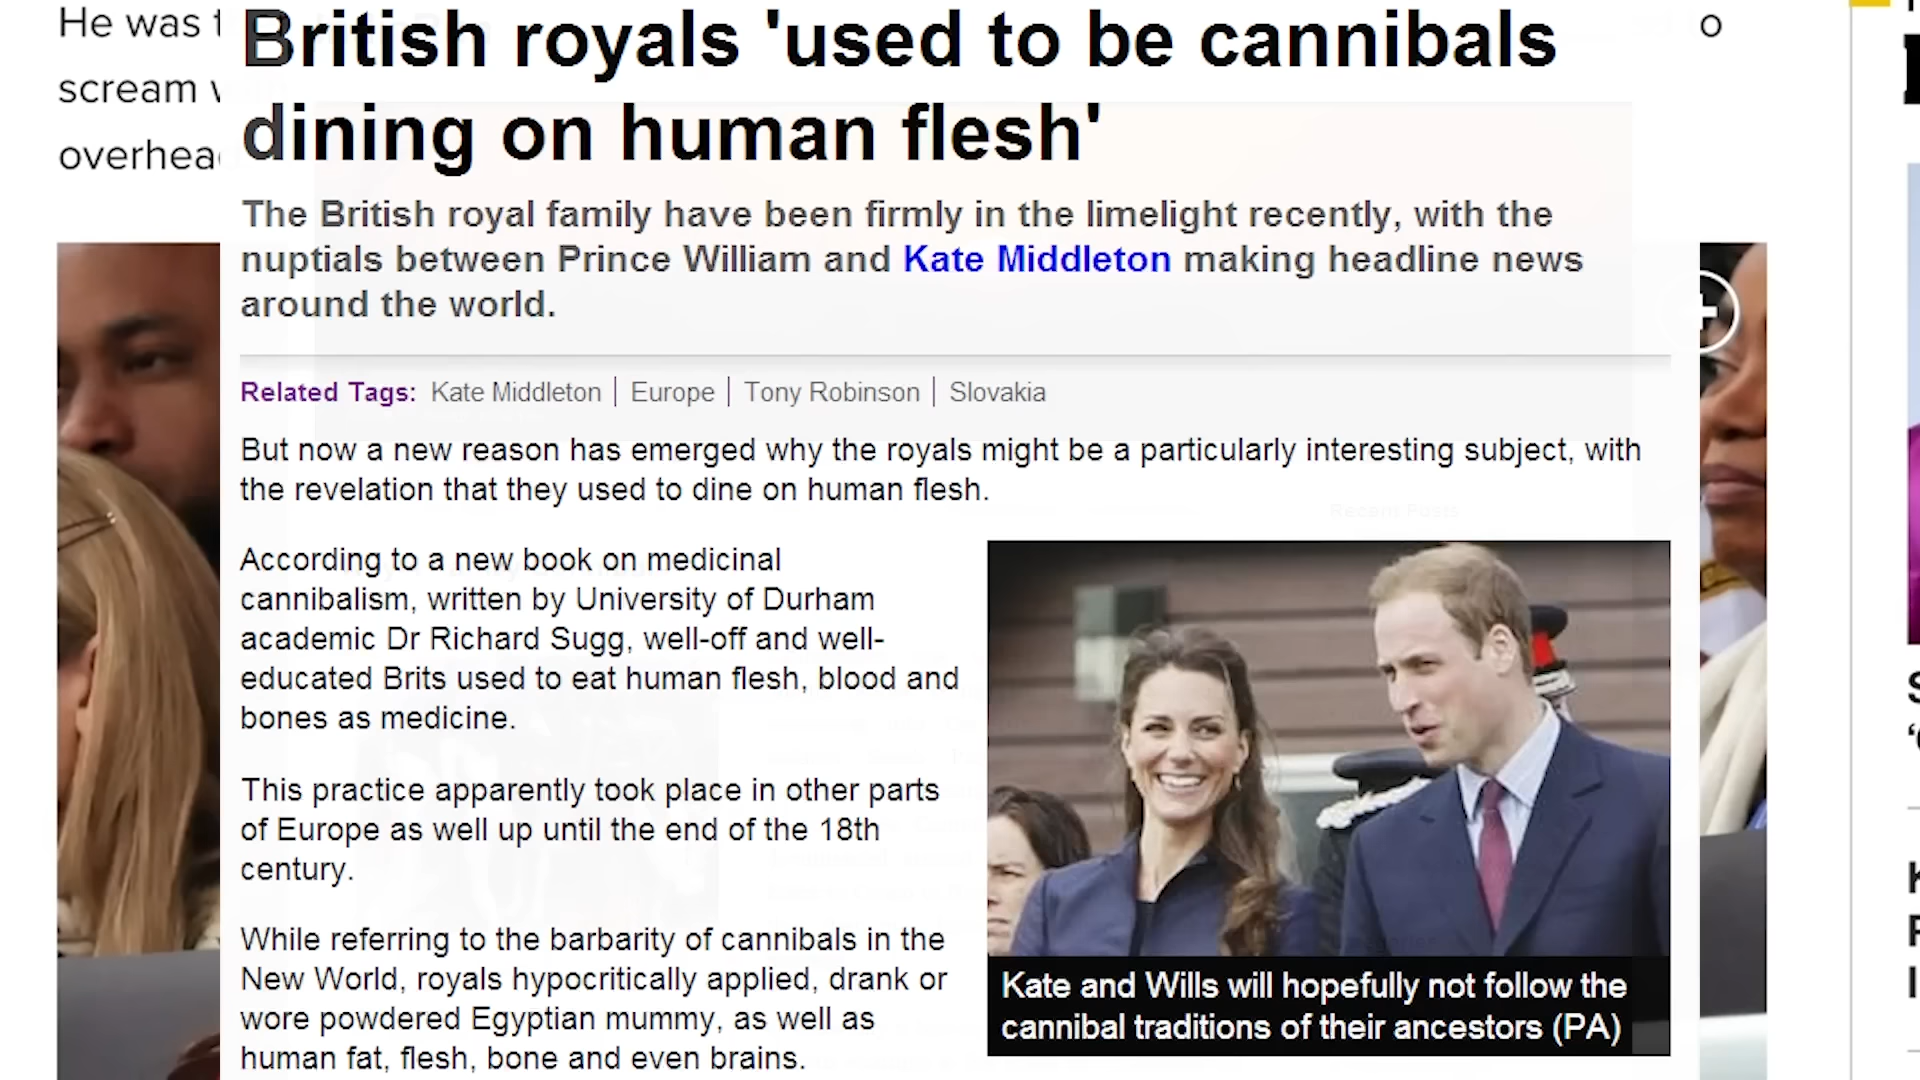 He was
scream
overhea
o
British royals 'used to be cannibals
dining on human flesh'
The British royal family have been firmly in the limelight recently, with the
nuptials between Prince William and Kate Middleton making headline news
around the world.
Related Tags: Kate Middleton | Europe | Tony Robinson | Slovakia
But now a new reason has emerged why the royals might be a particularly interesting subject, with
the revelation that they used to dine on human flesh.
According to a new book on medicinal
cannibalism, written by University of Durham
academic Dr Richard Sugg, well-off and well-
educated Brits used to eat human flesh, blood and
bones as medicine.
This practice apparently took place in other parts
of Europe as well up until the end of the 18th
century.
While referring to the barbarity of cannibals in the
New World, royals hypocritically applied, drank or
wore powdered Egyptian mummy, as well as
human fat, flesh, bone and even brains.
Kate and Wills will hopefully not follow the
cannibal traditions of their ancestors (PA)
Recent Posts